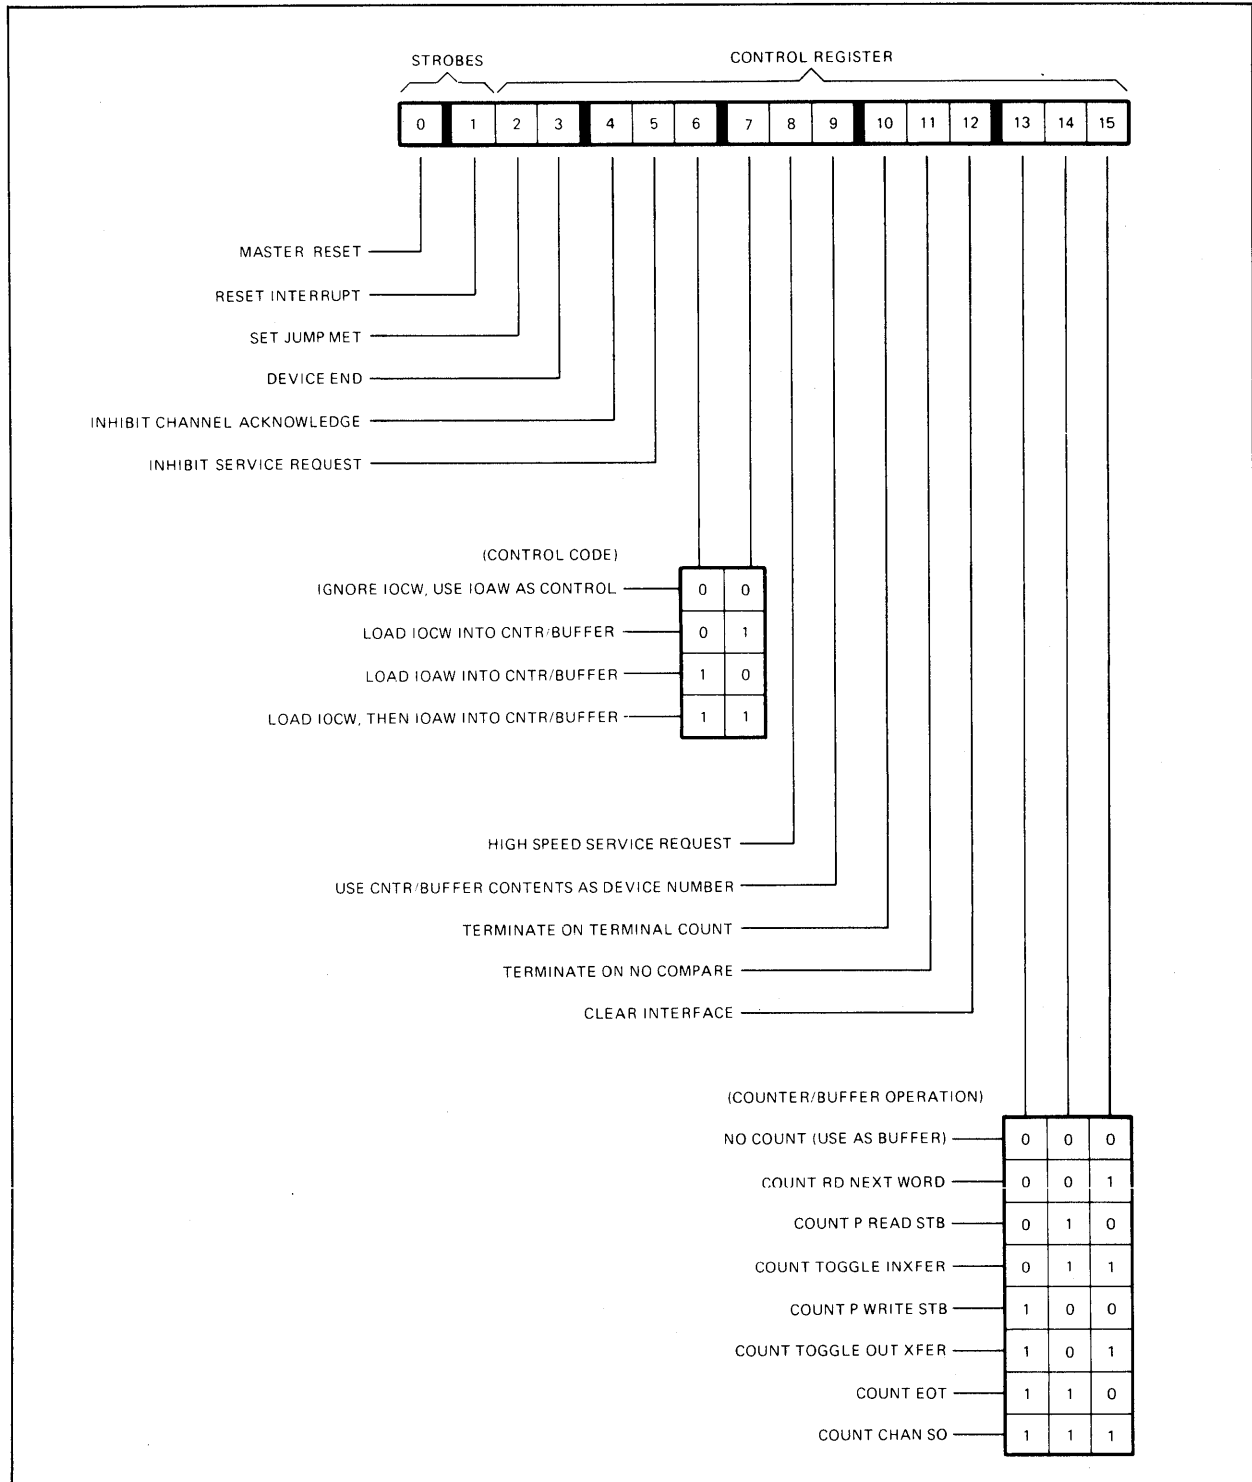 STROBES
CONTROL REGISTER
0 1 2 3 4 5 6 7 8 9 10 11 12 13 14 15
MASTER RESET
RESET INTERRUPT
SET JUMP MET
DEVICE END
INHIBIT CHANNEL ACKNOWLEDGE
INHIBIT SERVICE REQUEST
(CONTROL CODE)
IGNORE IOCW, USE IOAW AS CONTROL 0 0
LOAD IOCW INTO CNTR/BUFFER 0 1
LOAD IOAW INTO CNTR/BUFFER 1 0
LOAD IOCW, THEN IOAW INTO CNTR/BUFFER 1 1
HIGH SPEED SERVICE REQUEST
USE CNTR/BUFFER CONTENTS AS DEVICE NUMBER
TERMINATE ON TERMINAL COUNT
TERMINATE ON NO COMPARE
CLEAR INTERFACE
(COUNTER/BUFFER OPERATION)
NO COUNT (USE AS BUFFER) 0 0 0
COUNT RD NEXT WORD 0 0 1
COUNT P READ STB 0 1 0
COUNT TOGGLE INXFER 0 1 1
COUNT P WRITE STB 1 0 0
COUNT TOGGLE OUT XFER 1 0 1
COUNT EOT 1 1 0
COUNT CHAN SO 1 1 1